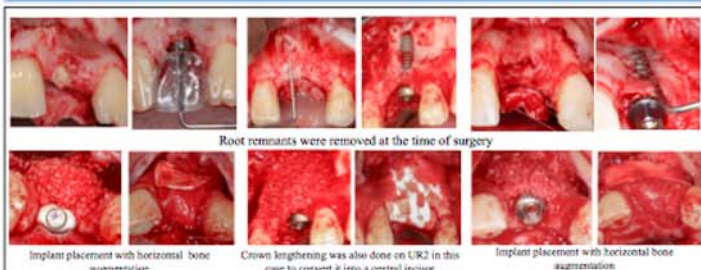 Root remnants were removed at the time of surgery
Implant placement with horizontal bone
augmentation
Crown lengthening was also done on UR2 in this
case to convert it into a central incisor
Implant placement with horizontal bone
augmentation